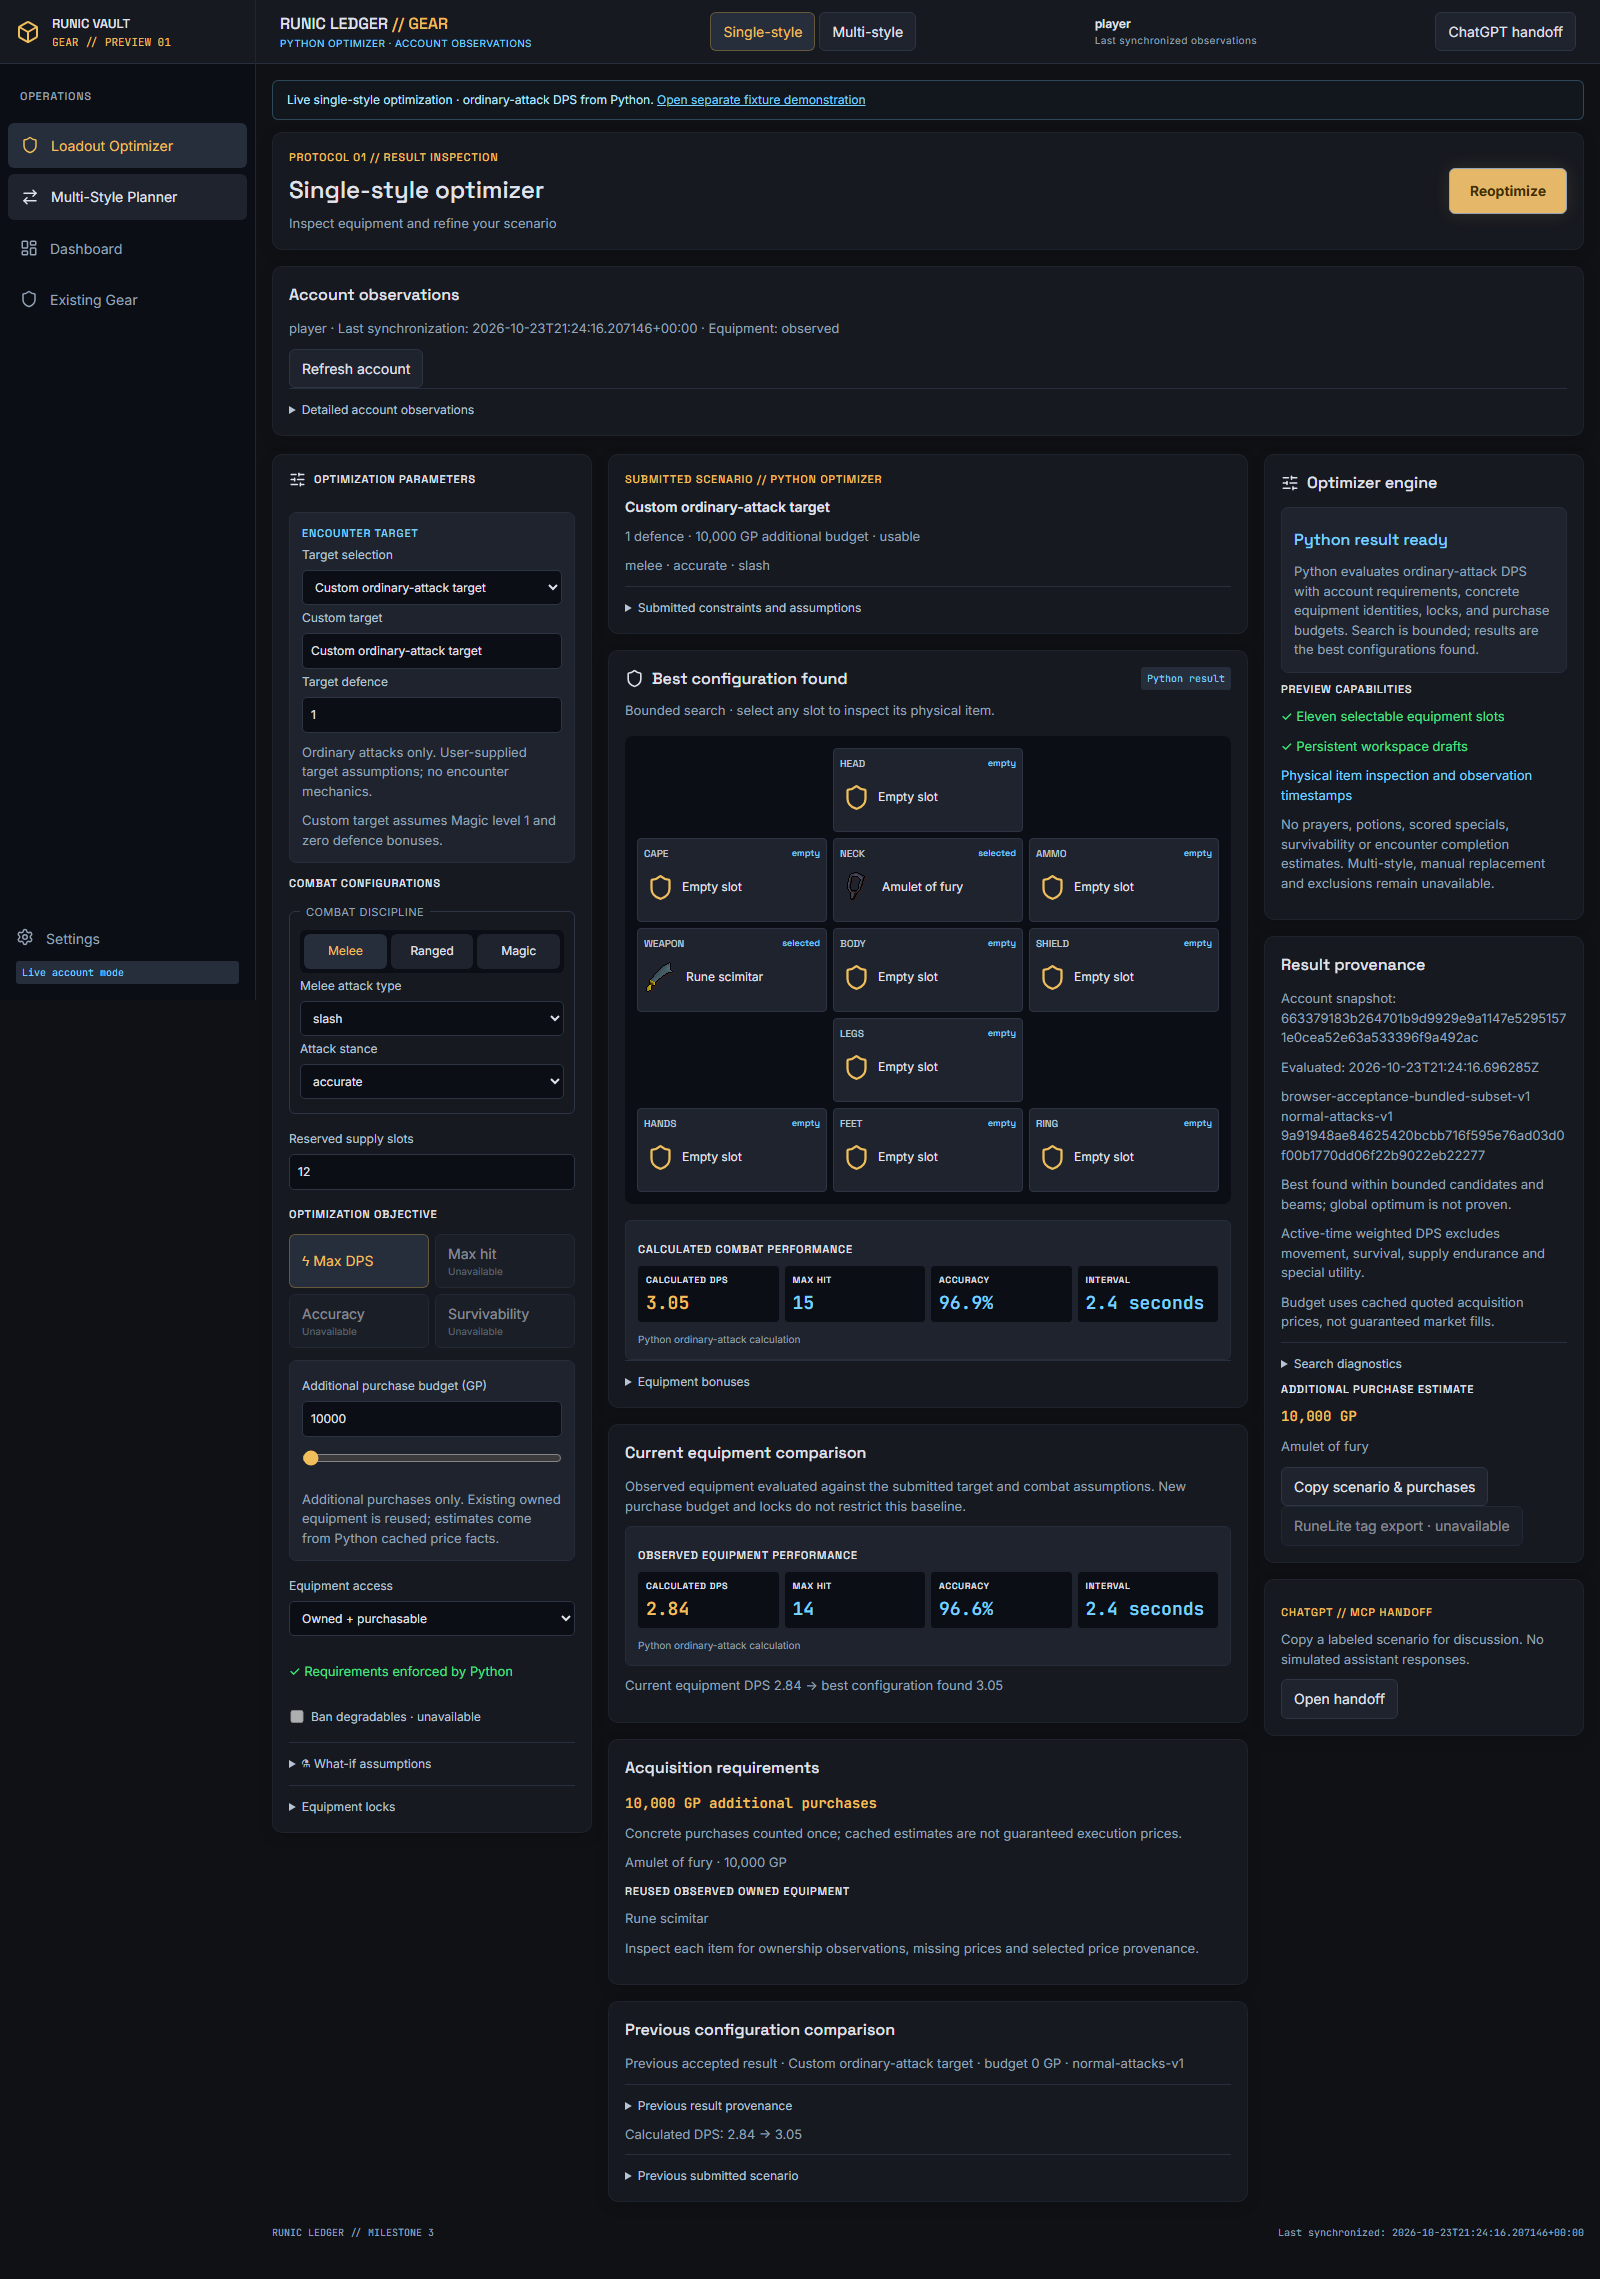 RUNIC VAULT
GEAR // PREVIEW 01
RUNIC LEDGER // GEAR
PYTHON OPTIMIZER · ACCOUNT OBSERVATIONS
Single-style
Multi-style
player
Last synchronized observations
ChatGPT handoff
OPERATIONS
Loadout Optimizer
Multi-Style Planner
Dashboard
Existing Gear
Settings
Live account mode
Live single-style optimization · ordinary-attack DPS from Python. Open separate fixture demonstration
PROTOCOL 01 // RESULT INSPECTION
Single-style optimizer
Inspect equipment and refine your scenario
Reoptimize
Account observations
player · Last synchronization: 2026-10-23T21:24:16.207146+00:00 · Equipment: observed
Refresh account
Detailed account observations
OPTIMIZATION PARAMETERS
ENCOUNTER TARGET
Target selection
Custom ordinary-attack target
Custom target
Custom ordinary-attack target
Target defence
1
Ordinary attacks only. User-supplied
target assumptions; no encounter
mechanics.
Custom target assumes Magic level 1 and
zero defence bonuses.
COMBAT CONFIGURATIONS
COMBAT DISCIPLINE
Melee
Ranged
Magic
Melee attack type
slash
Attack stance
accurate
Reserved supply slots
12
OPTIMIZATION OBJECTIVE
ϟ Max DPS
Max hit
Unavailable
Accuracy
Unavailable
Survivability
Unavailable
Additional purchase budget (GP)
10000
Additional purchases only. Existing owned
equipment is reused; estimates come
from Python cached price facts.
Equipment access
Owned + purchasable
✓ Requirements enforced by Python
Ban degradables · unavailable
⚗ What-if assumptions
Equipment locks
SUBMITTED SCENARIO // PYTHON OPTIMIZER
Custom ordinary-attack target
1 defence · 10,000 GP additional budget · usable
melee · accurate · slash
Submitted constraints and assumptions
Best configuration found
Python result
Bounded search · select any slot to inspect its physical item.
HEAD
empty
Empty slot
CAPE
empty
Empty slot
NECK
selected
Amulet of fury
AMMO
empty
Empty slot
WEAPON
selected
Rune scimitar
BODY
empty
Empty slot
SHIELD
empty
Empty slot
LEGS
empty
Empty slot
HANDS
empty
Empty slot
FEET
empty
Empty slot
RING
empty
Empty slot
CALCULATED COMBAT PERFORMANCE
CALCULATED DPS
3.05
MAX HIT
15
ACCURACY
96.9%
INTERVAL
2.4 seconds
Python ordinary-attack calculation
Equipment bonuses
Current equipment comparison
Observed equipment evaluated against the submitted target and combat assumptions. New
purchase budget and locks do not restrict this baseline.
OBSERVED EQUIPMENT PERFORMANCE
CALCULATED DPS
2.84
MAX HIT
14
ACCURACY
96.6%
INTERVAL
2.4 seconds
Python ordinary-attack calculation
Current equipment DPS 2.84 → best configuration found 3.05
Acquisition requirements
10,000 GP additional purchases
Concrete purchases counted once; cached estimates are not guaranteed execution prices.
Amulet of fury · 10,000 GP
REUSED OBSERVED OWNED EQUIPMENT
Rune scimitar
Inspect each item for ownership observations, missing prices and selected price provenance.
Previous configuration comparison
Previous accepted result · Custom ordinary-attack target · budget 0 GP · normal-attacks-v1
Previous result provenance
Calculated DPS: 2.84 → 3.05
Previous submitted scenario
Optimizer engine
Python result ready
Python evaluates ordinary-attack DPS
with account requirements, concrete
equipment identities, locks, and purchase
budgets. Search is bounded; results are
the best configurations found.
PREVIEW CAPABILITIES
✓ Eleven selectable equipment slots
✓ Persistent workspace drafts
Physical item inspection and observation
timestamps
No prayers, potions, scored specials,
survivability or encounter completion
estimates. Multi-style, manual replacement
and exclusions remain unavailable.
Result provenance
Account snapshot:
663379183b264701b9d9929e9a1147e5295157
1e0cea52e63a533396f9a492ac
Evaluated: 2026-10-23T21:24:16.696285Z
browser-acceptance-bundled-subset-v1
normal-attacks-v1
9a91948ae84625420bcbb716f595e76ad03d0
f00b1770dd06f22b9022eb22277
Best found within bounded candidates and
beams; global optimum is not proven.
Active-time weighted DPS excludes
movement, survival, supply endurance and
special utility.
Budget uses cached quoted acquisition
prices, not guaranteed market fills.
Search diagnostics
ADDITIONAL PURCHASE ESTIMATE
10,000 GP
Amulet of fury
Copy scenario & purchases
RuneLite tag export · unavailable
CHATGPT // MCP HANDOFF
Copy a labeled scenario for discussion. No
simulated assistant responses.
Open handoff
RUNIC LEDGER // MILESTONE 3
Last synchronized: 2026-10-23T21:24:16.207146+00:00